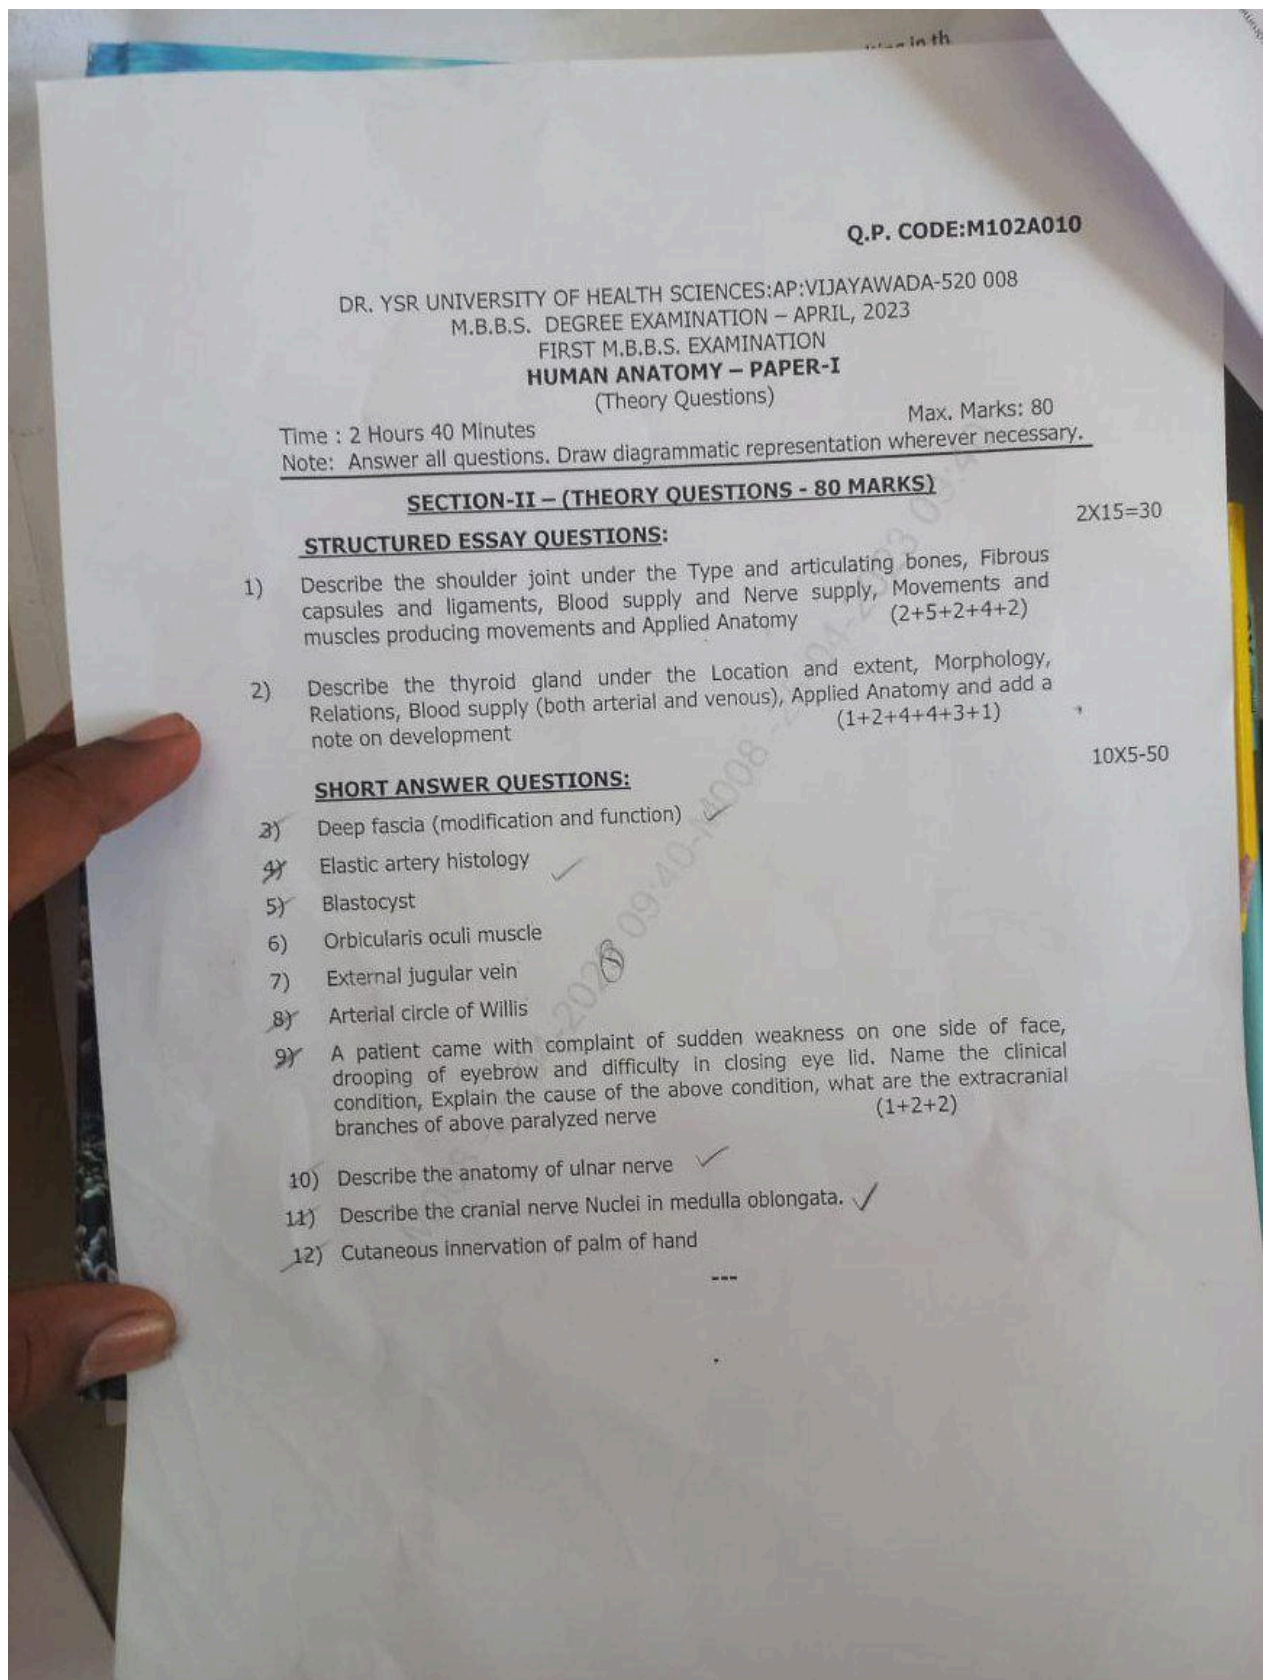 in th
Q.P. CODE:M102A010
DR. YSR UNIVERSITY OF HEALTH SCIENCES:AP:VIJAYAWADA-520 008
M.B.B.S. DEGREE EXAMINATION – APRIL, 2023
FIRST M.B.B.S. EXAMINATION
HUMAN ANATOMY – PAPER-I
(Theory Questions)
Time : 2 Hours 40 Minutes Max. Marks: 80
Note: Answer all questions. Draw diagrammatic representation wherever necessary.
SECTION-II – (THEORY QUESTIONS - 80 MARKS)
STRUCTURED ESSAY QUESTIONS: 2X15=30
1) Describe the shoulder joint under the Type and articulating bones, Fibrous
capsules and ligaments, Blood supply and Nerve supply, Movements and
muscles producing movements and Applied Anatomy (2+5+2+4+2)
2) Describe the thyroid gland under the Location and extent, Morphology,
Relations, Blood supply (both arterial and venous), Applied Anatomy and add a
note on development (1+2+4+4+3+1)
SHORT ANSWER QUESTIONS: 10X5-50
3) Deep fascia (modification and function)
4) Elastic artery histology
5) Blastocyst
6) Orbicularis oculi muscle
7) External jugular vein
8) Arterial circle of Willis
9) A patient came with complaint of sudden weakness on one side of face,
drooping of eyebrow and difficulty in closing eye lid. Name the clinical
condition, Explain the cause of the above condition, what are the extracranial
branches of above paralyzed nerve (1+2+2)
10) Describe the anatomy of ulnar nerve
11) Describe the cranial nerve Nuclei in medulla oblongata.
12) Cutaneous innervation of palm of hand
---